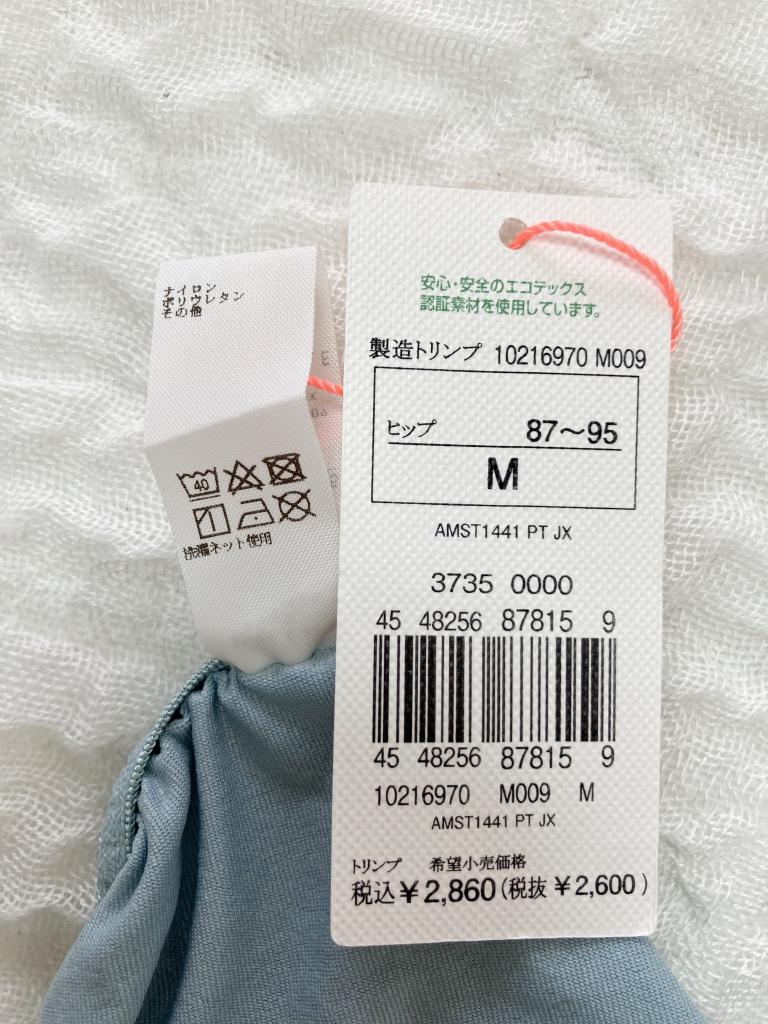 ナイロン
ポリウレタン
その他
40
洗濯ネット使用
安心・安全のエコテックス
認証素材を使用しています。
製造トリンプ 10216970 M009
ヒップ 87～95
M
AMST1441 PT JX
3735 0000
45 48256 87815 9
45 48256 87815 9
10216970 M009 M
AMST1441 PT JX
トリンプ 希望小売価格
税込¥2,860(税抜¥2,600)